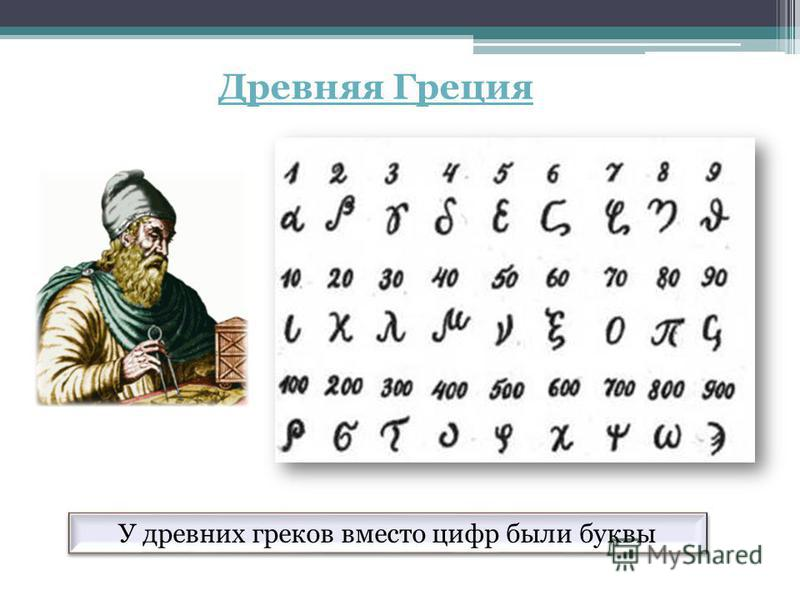 Древняя Греция
1 2 3 4 5 6 7 8 9
α β γ δ ε ϛ ζ η ϑ
10 20 30 40 50 60 70 80 90
ι κ λ μ ν ξ ο π ϛ
100 200 300 400 500 600 700 800 900
ρ σ τ υ φ χ ψ ω ϡ
У древних греков вместо цифр были буквы
MyShared